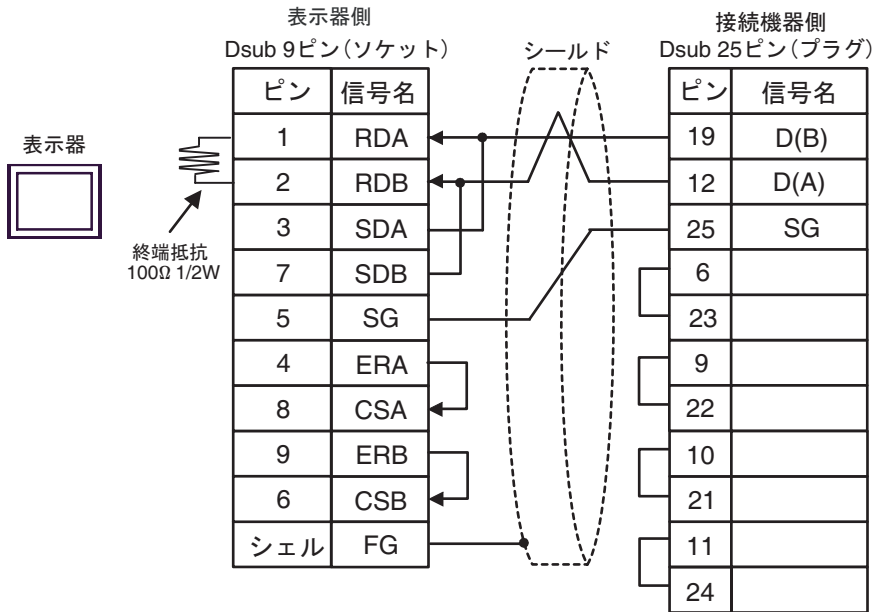 表示器側
Dsub 9ピン(ソケット)
シールド
接続機器側
Dsub 25ピン(プラグ)
表示器
終端抵抗
100Ω 1/2W
ピン 信号名
1 RDA
2 RDB
3 SDA
7 SDB
5 SG
4 ERA
8 CSA
9 ERB
6 CSB
シェル FG
ピン 信号名
19 D(B)
12 D(A)
25 SG
6
23
9
22
10
21
11
24